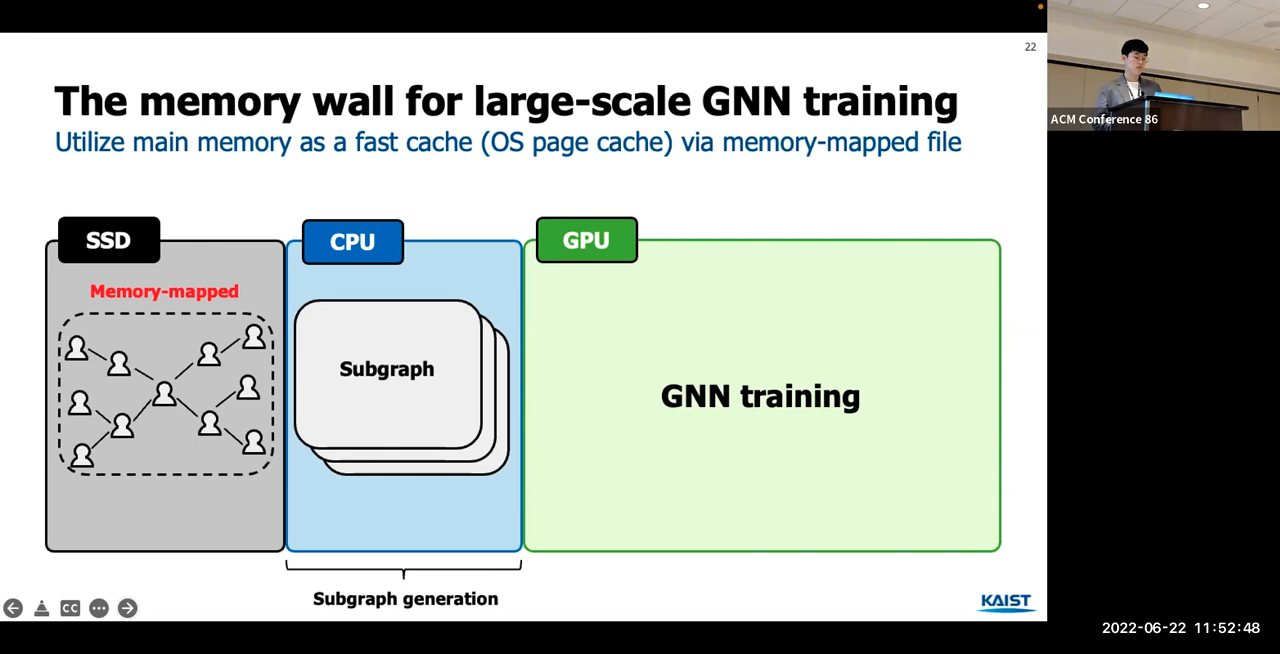 22
The memory wall for large-scale GNN training
Utilize main memory as a fast cache (OS page cache) via memory-mapped file
SSD
CPU
GPU
Memory-mapped
Subgraph
GNN training
Subgraph generation
CC
KAIST
ACM Conference 86
2022-06-22 11:52:48